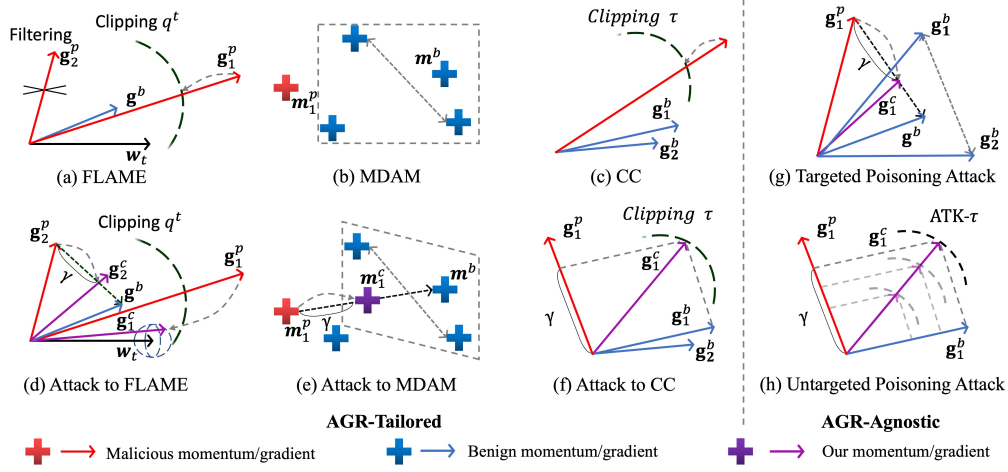 Filtering
g_2^p
Clipping q^t
g_1^p
g^b
w_t
(a) FLAME
m_1^p
m^b
(b) MDAM
Clipping τ
g_1^b
g_2^b
(c) CC
g_1^p
γ
g_1^b
g_1^c
g^b
g_2^b
(g) Targeted Poisoning Attack
g_2^p
Clipping q^t
γ
g_2^c
g_1^p
g^b
g_1^c
w_t
(d) Attack to FLAME
m_1^c
m^b
m_1^p
γ
(e) Attack to MDAM
Clipping τ
g_1^p
g_1^c
γ
g_1^b
g_2^b
(f) Attack to CC
ATK-τ
g_1^p
g_1^c
γ
g_1^b
(h) Untargeted Poisoning Attack
AGR-Tailored
AGR-Agnostic
Malicious momentum/gradient
Benign momentum/gradient
Our momentum/gradient